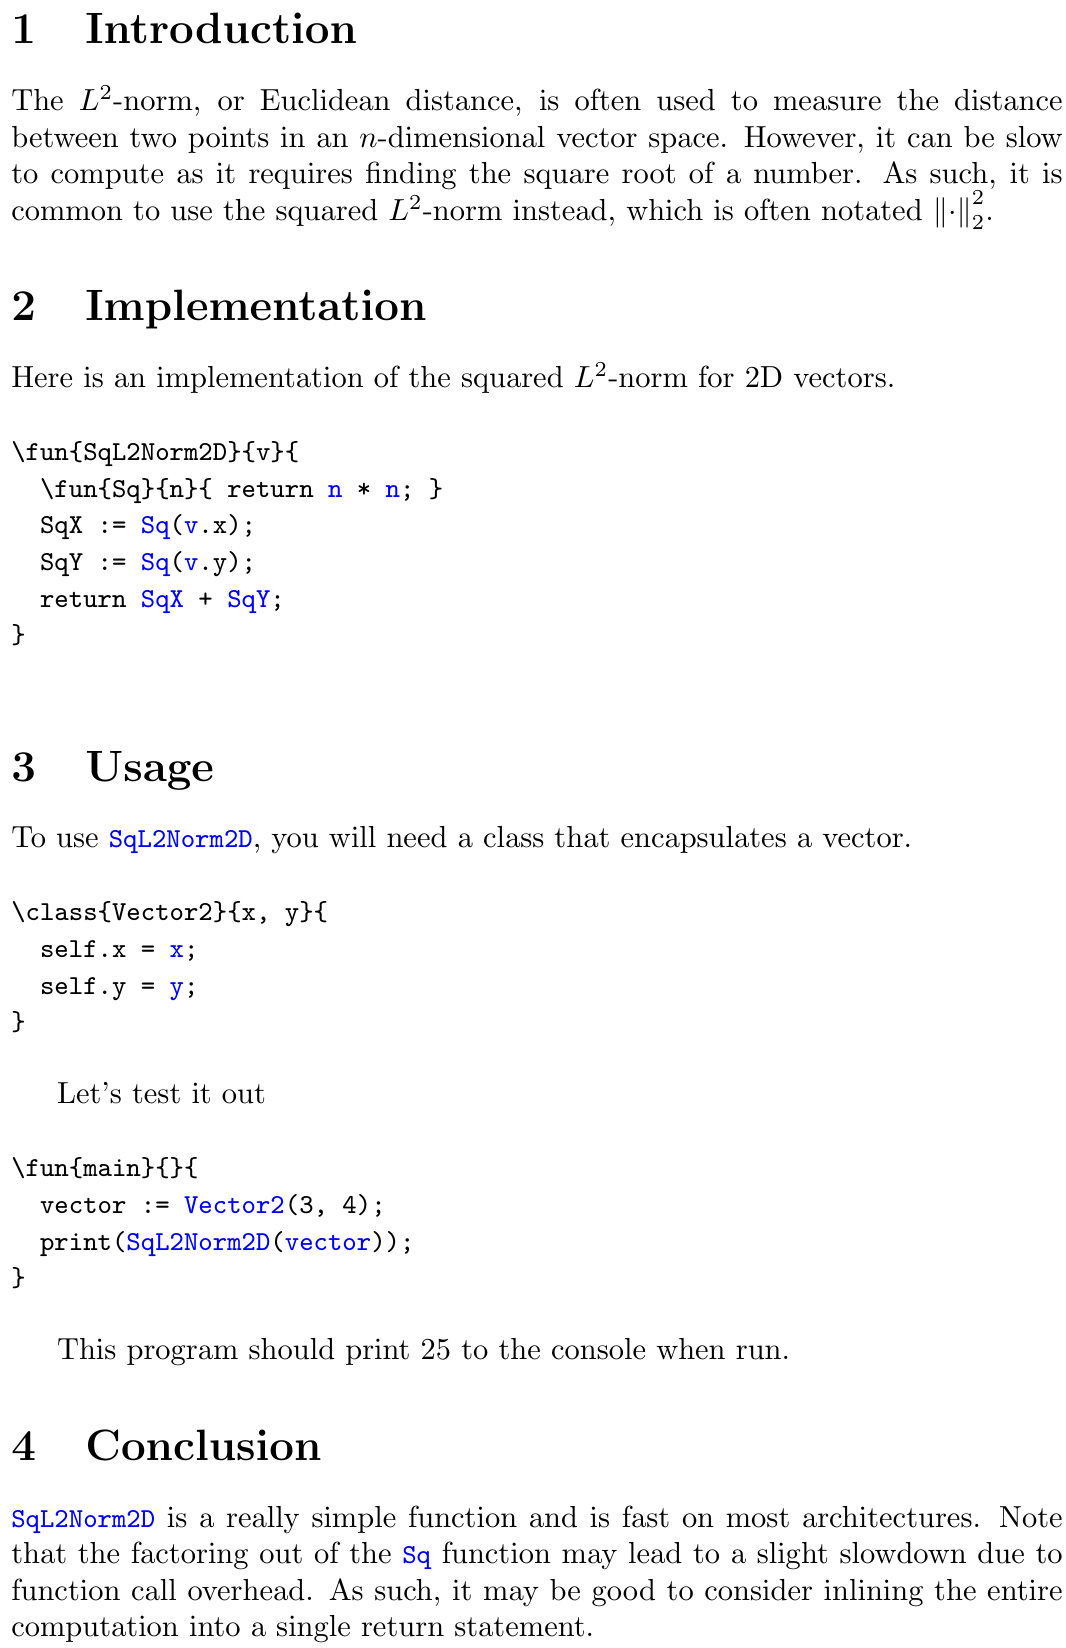 1 Introduction
The L²-norm, or Euclidean distance, is often used to measure the distance
between two points in an n-dimensional vector space. However, it can be slow
to compute as it requires finding the square root of a number. As such, it is
common to use the squared L²-norm instead, which is often notated ‖·‖₂².
2 Implementation
Here is an implementation of the squared L²-norm for 2D vectors.
\fun{SqL2Norm2D}{v}{
  \fun{Sq}{n}{ return n * n; }
  SqX := Sq(v.x);
  SqY := Sq(v.y);
  return SqX + SqY;
}
3 Usage
To use SqL2Norm2D, you will need a class that encapsulates a vector.
\class{Vector2}{x, y}{
  self.x = x;
  self.y = y;
}
Let's test it out
\fun{main}{}{
  vector := Vector2(3, 4);
  print(SqL2Norm2D(vector));
}
This program should print 25 to the console when run.
4 Conclusion
SqL2Norm2D is a really simple function and is fast on most architectures. Note
that the factoring out of the Sq function may lead to a slight slowdown due to
function call overhead. As such, it may be good to consider inlining the entire
computation into a single return statement.